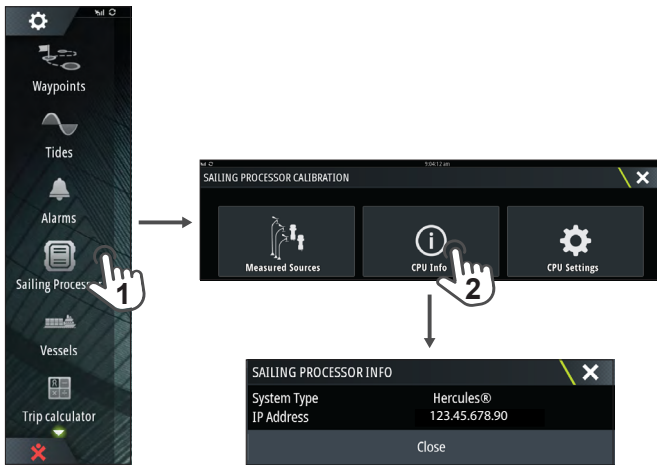 Waypoints
Tides
Alarms
Sailing Processor
1
Vessels
Trip calculator
9:04:12 am
SAILING PROCESSOR CALIBRATION
Measured Sources
CPU Info
2
CPU Settings
SAILING PROCESSOR INFO
System Type Hercules®
IP Address 123.45.678.90
Close